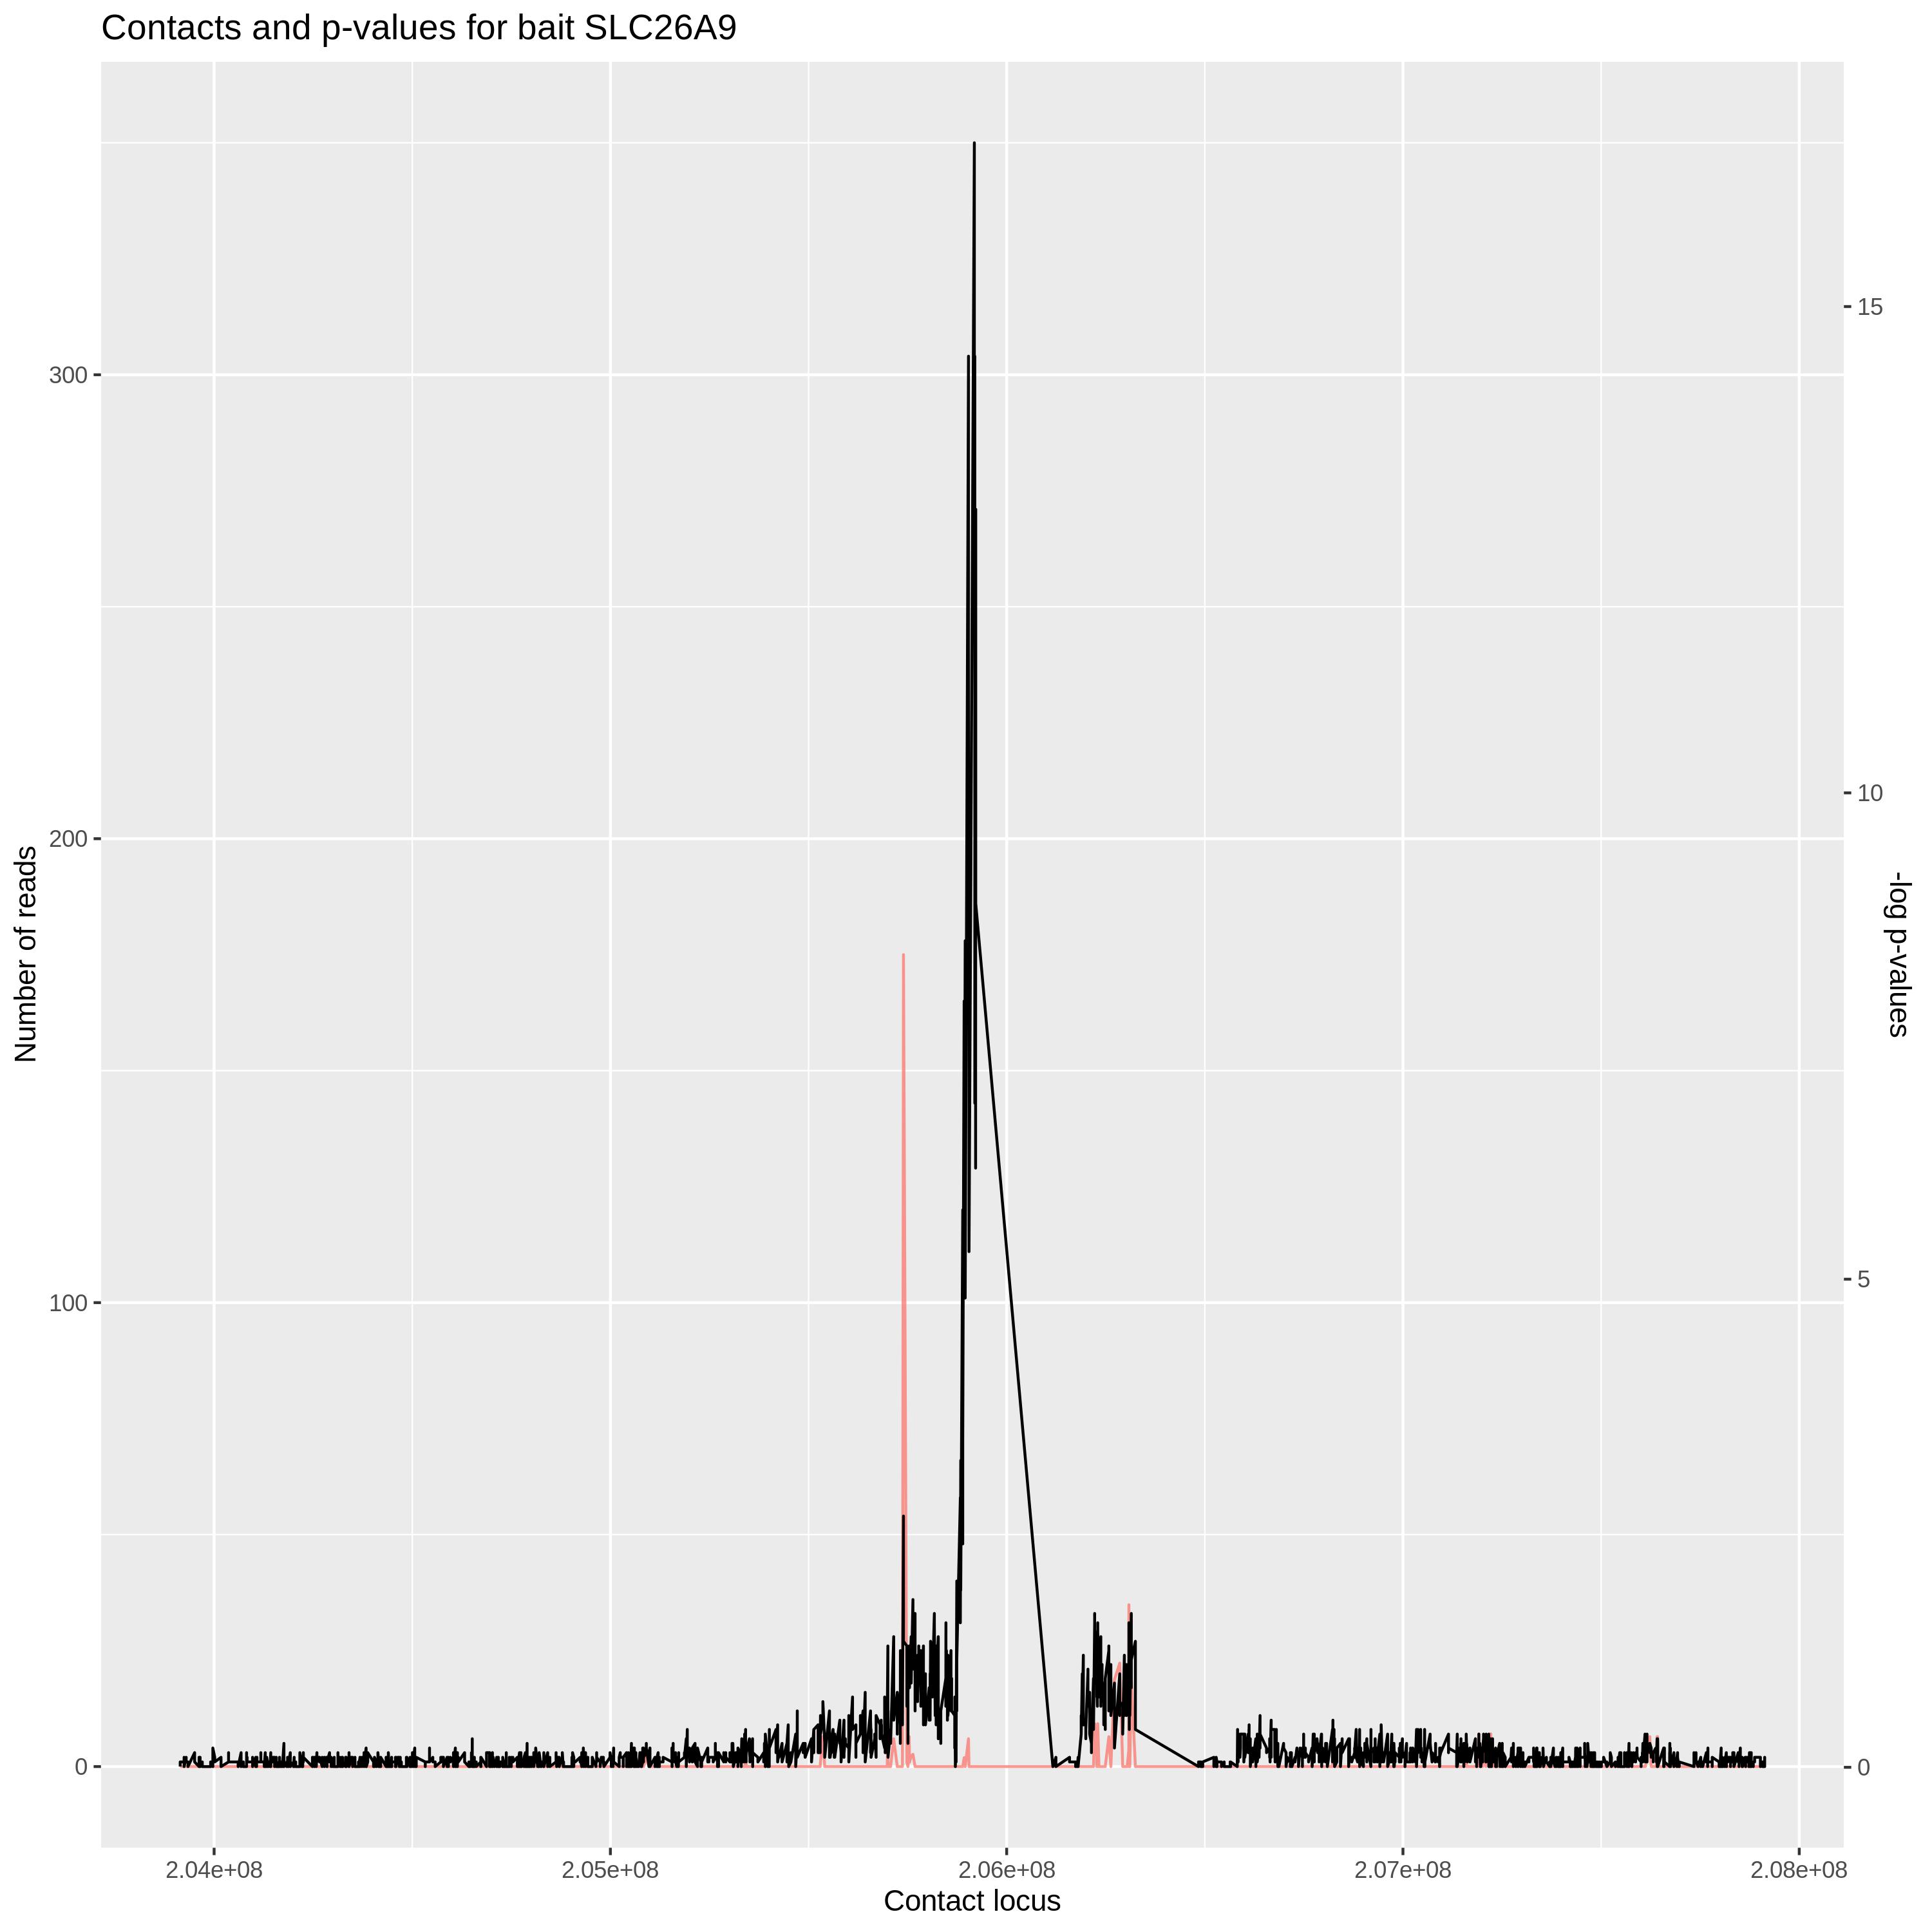 Contacts and p-values for bait SLC26A9
300
200
100
0
Number of reads
15
10
5
0
-log p-values
2.04e+08
2.05e+08
2.06e+08
2.07e+08
2.08e+08
Contact locus